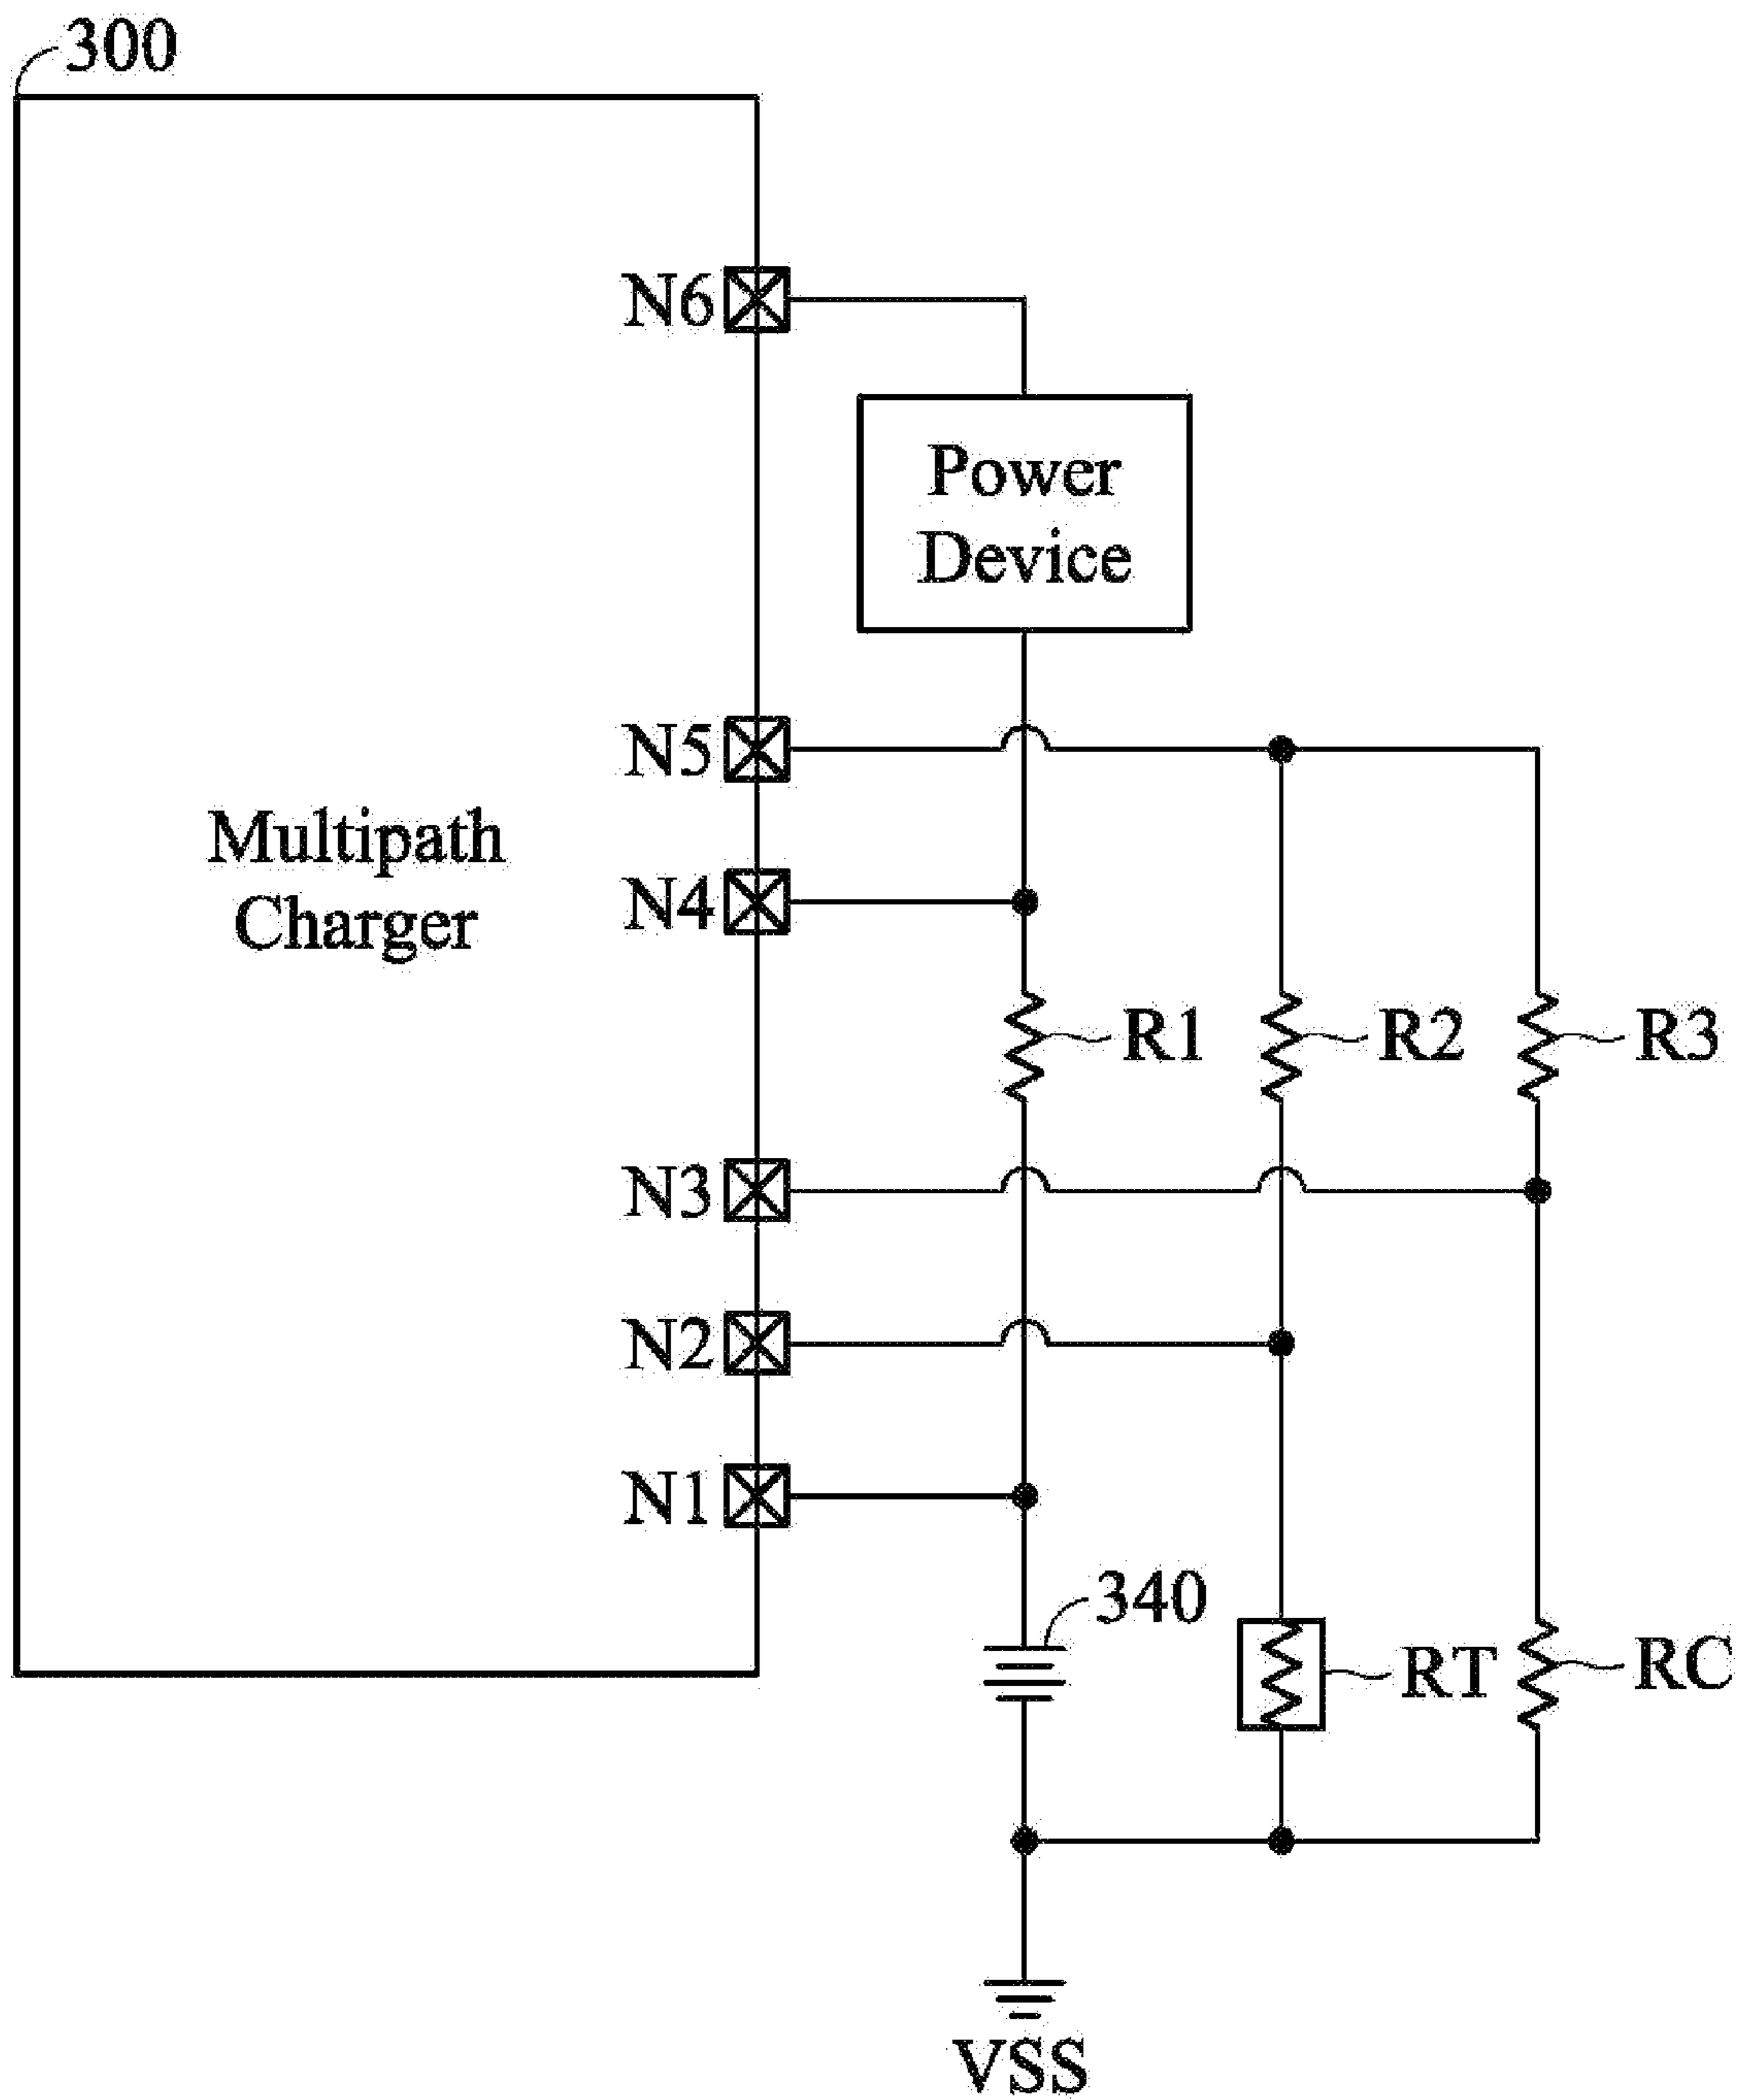 300
N6
Power
Device
N5
Multipath
Charger
N4
R1
R2
R3
N3
N2
N1
340
RT
RC
VSS